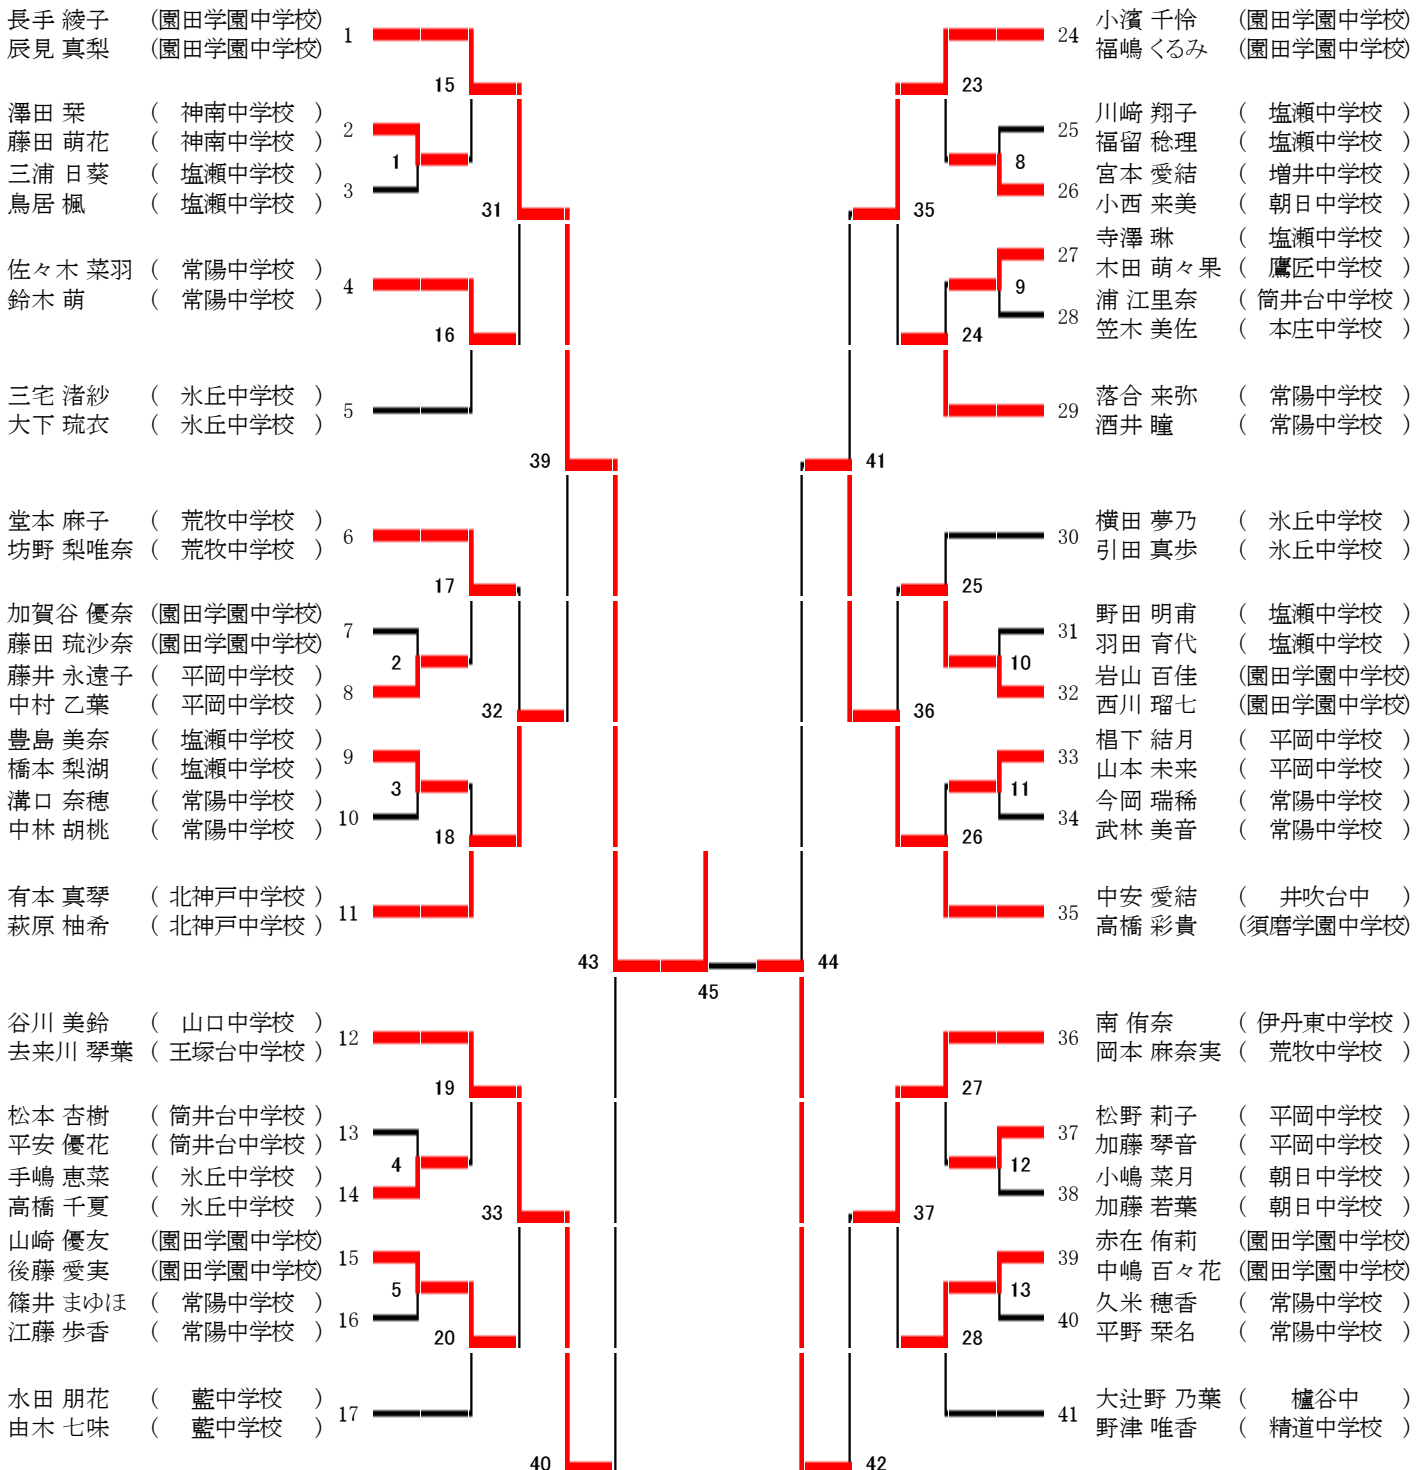 長手 綾子 (園田学園中学校)
辰見 真梨 (園田学園中学校)
1
15
澤田 栞 ( 神南中学校 )
藤田 萌花 ( 神南中学校 )
2
1
三浦 日葵 ( 塩瀬中学校 )
鳥居 楓 ( 塩瀬中学校 )
3
31
佐々木 菜羽 ( 常陽中学校 )
鈴木 萌 ( 常陽中学校 )
4
16
三宅 渚紗 ( 氷丘中学校 )
大下 琉衣 ( 氷丘中学校 )
5
39
堂本 麻子 ( 荒牧中学校 )
坊野 梨唯奈 ( 荒牧中学校 )
6
17
加賀谷 優奈 (園田学園中学校)
藤田 琉沙奈 (園田学園中学校)
7
2
藤井 永遠子 ( 平岡中学校 )
中村 乙葉 ( 平岡中学校 )
8
32
豊島 美奈 ( 塩瀬中学校 )
橋本 梨湖 ( 塩瀬中学校 )
9
3
溝口 奈穂 ( 常陽中学校 )
中林 胡桃 ( 常陽中学校 )
10
18
有本 真琴 ( 北神戸中学校 )
萩原 柚希 ( 北神戸中学校 )
11
43
45
谷川 美鈴 ( 山口中学校 )
去来川 琴葉 ( 王塚台中学校 )
12
19
松本 杏樹 ( 筒井台中学校 )
平安 優花 ( 筒井台中学校 )
13
4
手嶋 恵菜 ( 氷丘中学校 )
高橋 千夏 ( 氷丘中学校 )
14
33
山崎 優友 (園田学園中学校)
後藤 愛実 (園田学園中学校)
15
5
篠井 まゆほ ( 常陽中学校 )
江藤 歩香 ( 常陽中学校 )
16
20
水田 朋花 ( 藍中学校 )
由木 七味 ( 藍中学校 )
17
40
小濱 千怜 (園田学園中学校)
福嶋 くるみ (園田学園中学校)
24
23
川﨑 翔子 ( 塩瀬中学校 )
福留 稔理 ( 塩瀬中学校 )
25
8
宮本 愛結 ( 増井中学校 )
小西 来美 ( 朝日中学校 )
26
35
寺澤 琳 ( 塩瀬中学校 )
木田 萌々果 ( 鷹匠中学校 )
27
9
浦 江里奈 ( 筒井台中学校 )
笠木 美佐 ( 本庄中学校 )
28
24
落合 来弥 ( 常陽中学校 )
酒井 瞳 ( 常陽中学校 )
29
41
横田 夢乃 ( 氷丘中学校 )
引田 真歩 ( 氷丘中学校 )
30
25
野田 明甫 ( 塩瀬中学校 )
羽田 育代 ( 塩瀬中学校 )
31
10
岩山 百佳 (園田学園中学校)
西川 瑠七 (園田学園中学校)
32
36
椙下 結月 ( 平岡中学校 )
山本 未来 ( 平岡中学校 )
33
11
今岡 瑞稀 ( 常陽中学校 )
武林 美音 ( 常陽中学校 )
34
26
中安 愛結 ( 井吹台中 )
高橋 彩貴 (須磨学園中学校)
35
44
南 侑奈 ( 伊丹東中学校 )
岡本 麻奈実 ( 荒牧中学校 )
36
27
松野 莉子 ( 平岡中学校 )
加藤 琴音 ( 平岡中学校 )
37
12
小嶋 菜月 ( 朝日中学校 )
加藤 若葉 ( 朝日中学校 )
38
37
赤在 侑莉 (園田学園中学校)
中嶋 百々花 (園田学園中学校)
39
13
久米 穂香 ( 常陽中学校 )
平野 栞名 ( 常陽中学校 )
40
28
大辻野 乃葉 ( 櫨谷中 )
野津 唯香 ( 精道中学校 )
41
42